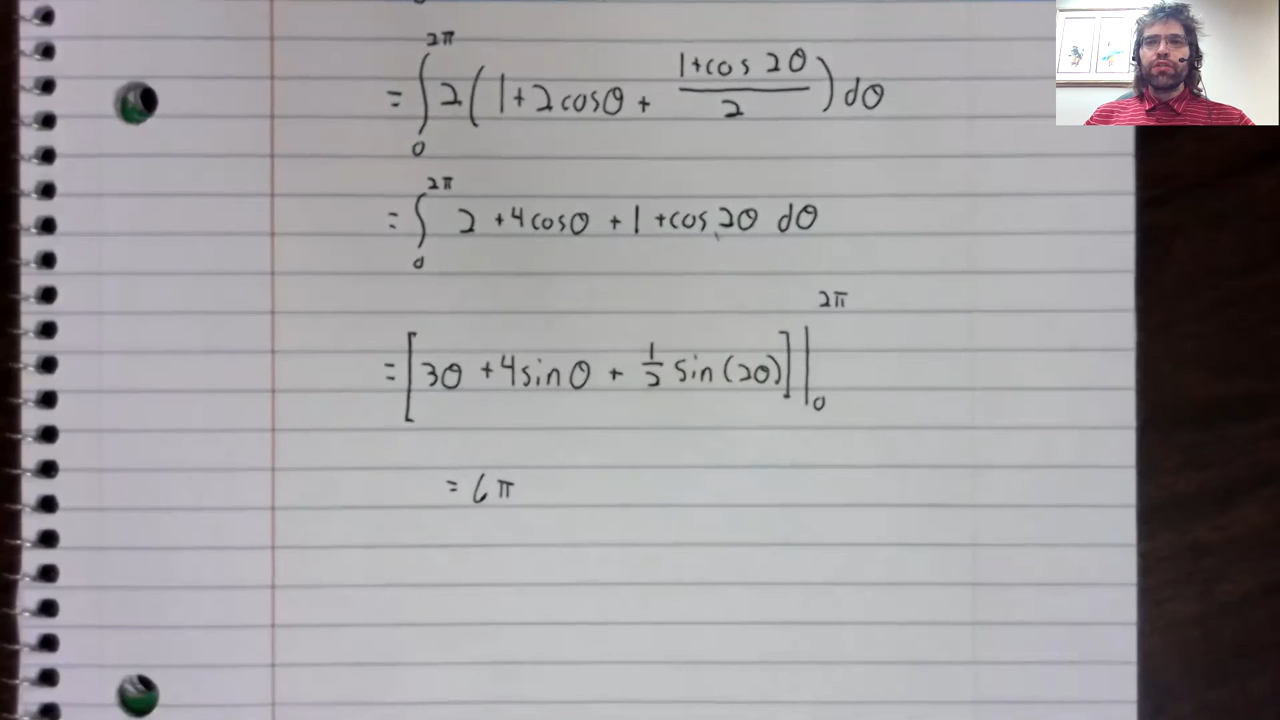 = ∫₀^{2π} 2(1+2cosθ + (1+cos 2θ)/2) dθ
= ∫₀^{2π} 2 +4cosθ +1 +cos 2θ dθ
= [3θ +4sinθ + 1/2 sin(2θ)]|₀^{2π}
= 6π